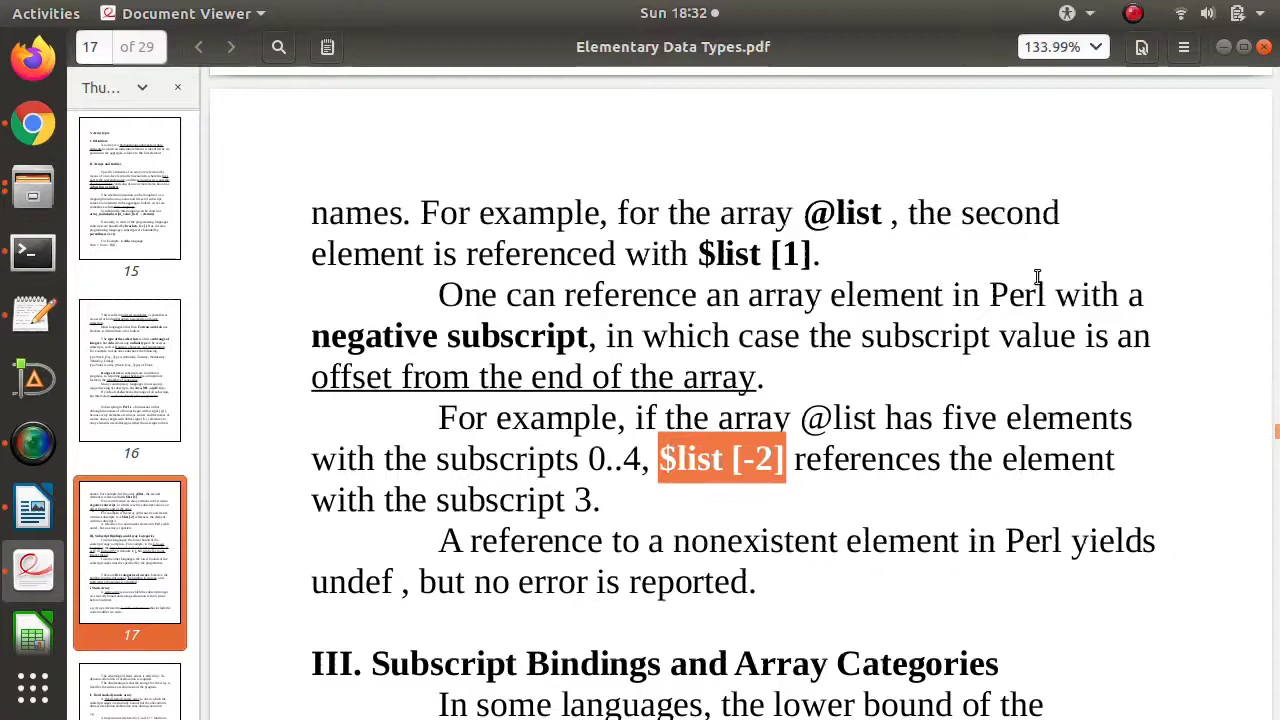 Activities Document Viewer Sun 18:32
17 of 29 Elementary Data Types.pdf 133.99%
Thu...
15
16
17
names. For example, for the array @list , the second
element is referenced with $list [1].
One can reference an array element in Perl with a
negative subscript, in which case the subscript value is an
offset from the end of the array.
For example, if the array @list has five elements
with the subscripts 0..4, $list [-2] references the element
with the subscript 3.
A reference to a nonexistent element in Perl yields
undef , but no error is reported.
III. Subscript Bindings and Array Categories
In some languages, the lower bound of the